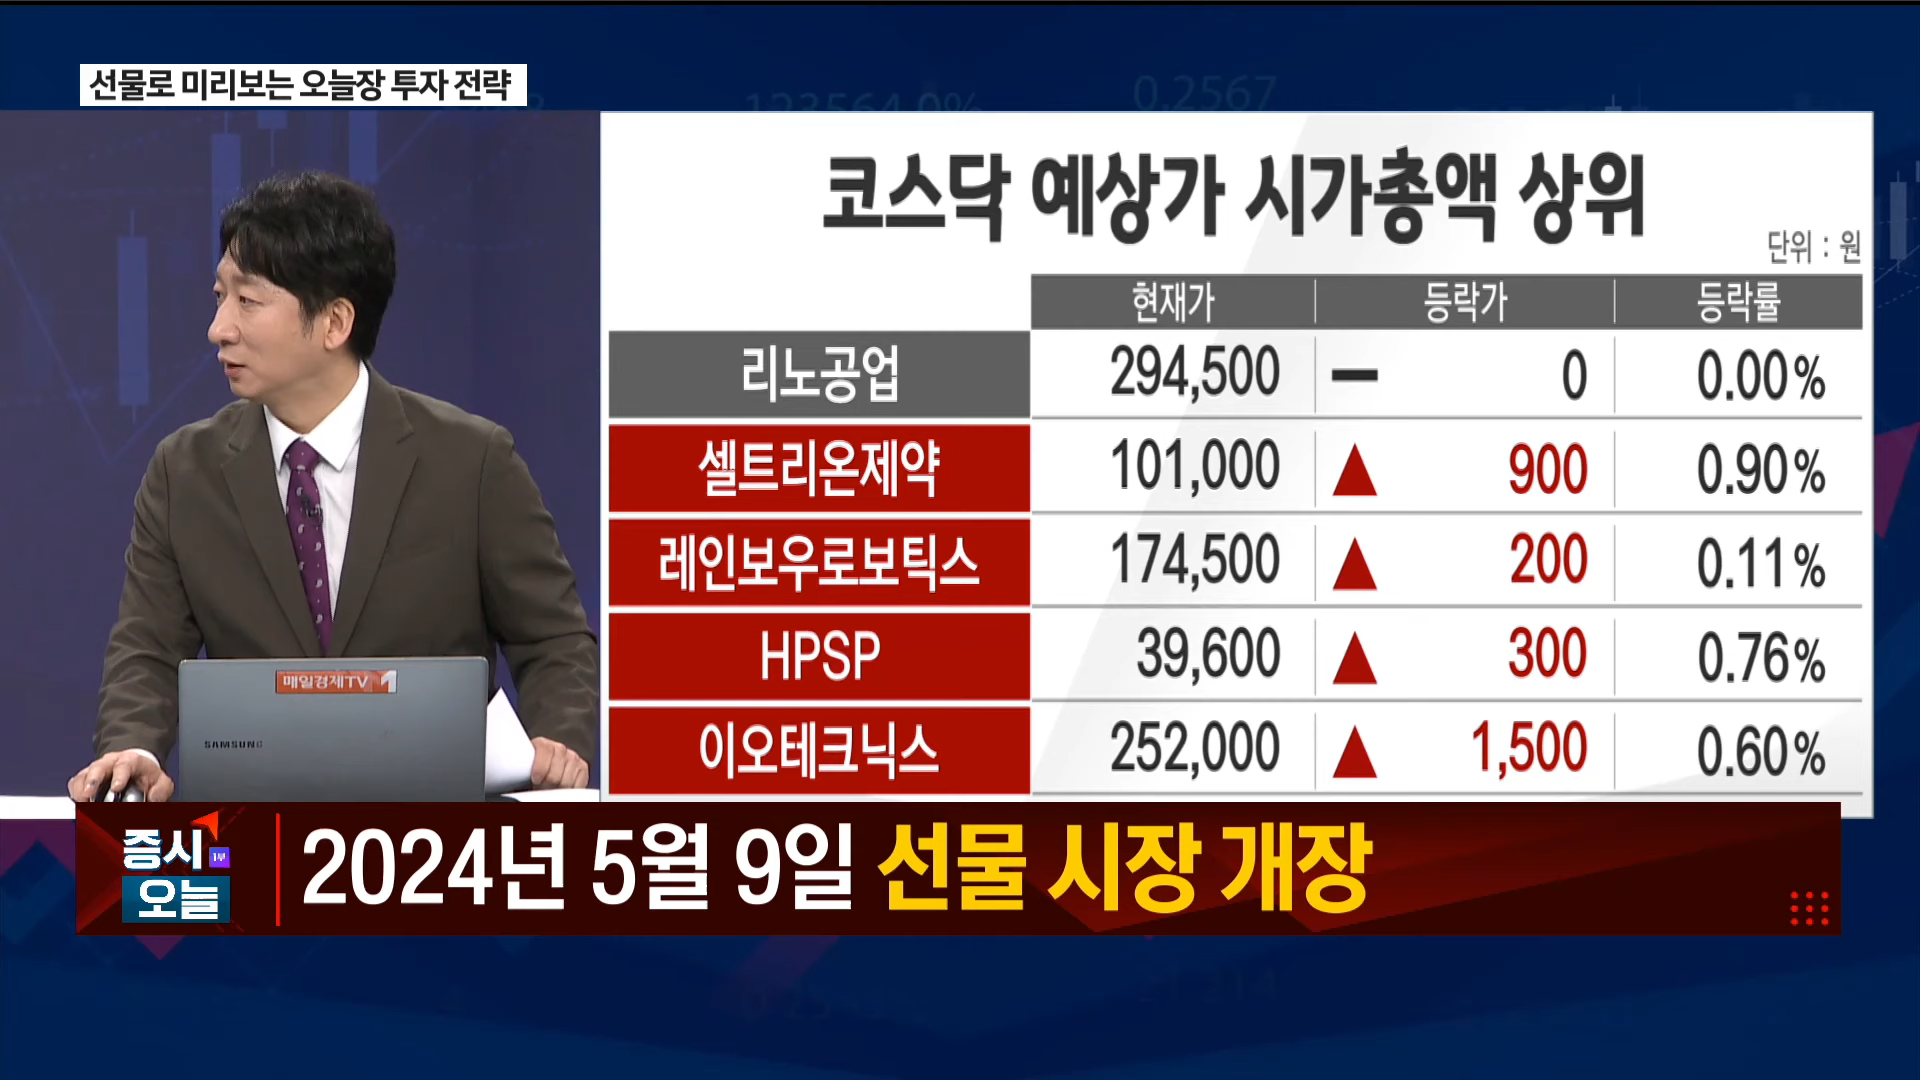 선물로 미리보는 오늘장 투자 전략
코스닥 예상가 시가총액 상위
단위 : 원
현재가 등락가 등락률
리노공업 294,500 0 0.00%
셀트리온제약 101,000 ▲ 900 0.90%
레인보우로보틱스 174,500 ▲ 200 0.11%
HPSP 39,600 ▲ 300 0.76%
이오테크닉스 252,000 ▲ 1,500 0.60%
매일경제TV
SAMSUNG
증시 1부
오늘
2024년 5월 9일 선물 시장 개장
0.2567